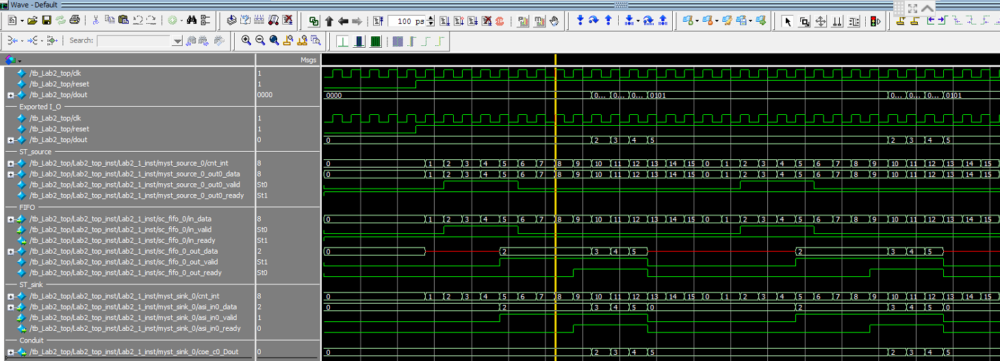 Wave - Default
100 ps
Search:
Msgs
/tb_Lab2_top/clk 1
/tb_Lab2_top/reset 1
/tb_Lab2_top/dout 0000 0000 0... 0... 0... 0101 0... 0... 0... 0101
Exported I_O
/tb_Lab2_top/clk 1
/tb_Lab2_top/reset 1
/tb_Lab2_top/dout 0 0 2 3 4 5 2 3 4 5
ST_source
/tb_Lab2_top/Lab2_top_inst/Lab2_1_inst/myst_source_0/cnt_int 8 0 1 2 3 4 5 6 7 8 9 10 11 12 13 14 15 0 1 2 3 4 5 6 7 8 9 10 11 12 13 14 15
/tb_Lab2_top/Lab2_top_inst/Lab2_1_inst/myst_source_0_out0_data 8 0 1 2 3 4 5 6 7 8 9 10 11 12 13 14 15 0 1 2 3 4 5 6 7 8 9 10 11 12 13 14 15
/tb_Lab2_top/Lab2_top_inst/Lab2_1_inst/myst_source_0_out0_valid St0
/tb_Lab2_top/Lab2_top_inst/Lab2_1_inst/myst_source_0_out0_ready St1
FIFO
/tb_Lab2_top/Lab2_top_inst/Lab2_1_inst/sc_fifo_0/in_data 8 0 1 2 3 4 5 6 7 8 9 10 11 12 13 14 15 0 1 2 3 4 5 6 7 8 9 10 11 12 13 14 15
/tb_Lab2_top/Lab2_top_inst/Lab2_1_inst/sc_fifo_0/in_valid St0
/tb_Lab2_top/Lab2_top_inst/Lab2_1_inst/sc_fifo_0/in_ready St1
/tb_Lab2_top/Lab2_top_inst/Lab2_1_inst/sc_fifo_0_out_data 2 0 2 3 4 5 2 3 4 5
/tb_Lab2_top/Lab2_top_inst/Lab2_1_inst/sc_fifo_0_out_valid St1
/tb_Lab2_top/Lab2_top_inst/Lab2_1_inst/sc_fifo_0_out_ready St0
ST_sink
/tb_Lab2_top/Lab2_top_inst/Lab2_1_inst/myst_sink_0/cnt_int 8 0 1 2 3 4 5 6 7 8 9 10 11 12 13 14 15 0 1 2 3 4 5 6 7 8 9 10 11 12 13 14 15
/tb_Lab2_top/Lab2_top_inst/Lab2_1_inst/myst_sink_0/asi_in0_data 2 0 2 3 4 5 0 2 3 4 5 0
/tb_Lab2_top/Lab2_top_inst/Lab2_1_inst/myst_sink_0/asi_in0_valid 1
/tb_Lab2_top/Lab2_top_inst/Lab2_1_inst/myst_sink_0/asi_in0_ready 0
Conduit
/tb_Lab2_top/Lab2_top_inst/Lab2_1_inst/myst_sink_0/coe_c0_Dout 0 0 2 3 4 5 2 3 4 5